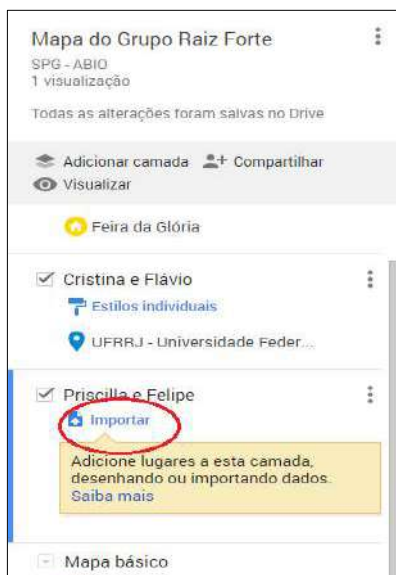 Mapa do Grupo Raiz Forte
SPG - ABIO
1 visualização
Todas as alterações foram salvas no Drive
Adicionar camada Compartilhar
Visualizar
Feira da Glória
Cristina e Flávio
Estilos individuais
UFRRJ - Universidade Feder...
Priscilla e Felipe
Importar
Adicione lugares a esta camada,
desenhando ou importando dados.
Saiba mais
Mapa básico